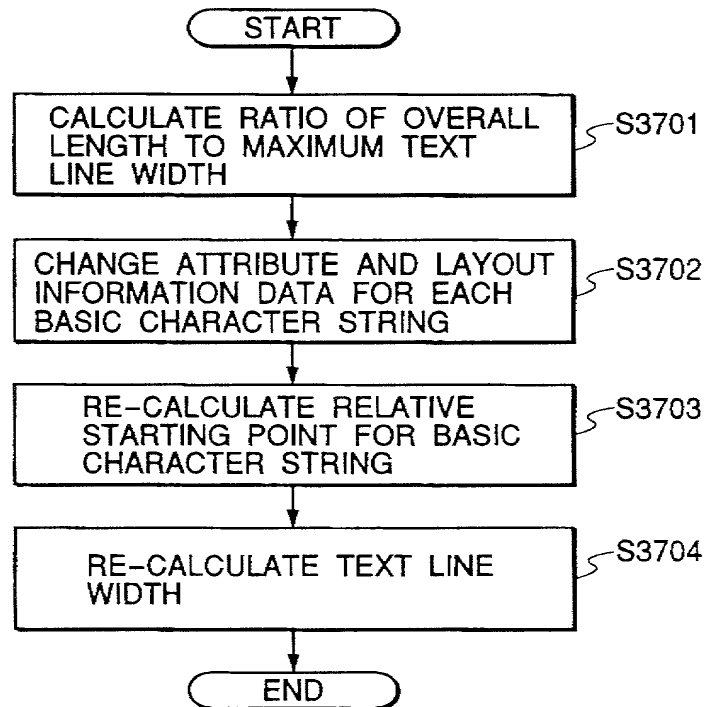 START
CALCULATE RATIO OF OVERALL
LENGTH TO MAXIMUM TEXT
LINE WIDTH
S3701
CHANGE ATTRIBUTE AND LAYOUT
INFORMATION DATA FOR EACH
BASIC CHARACTER STRING
S3702
RE-CALCULATE RELATIVE
STARTING POINT FOR BASIC
CHARACTER STRING
S3703
RE-CALCULATE TEXT LINE
WIDTH
S3704
END